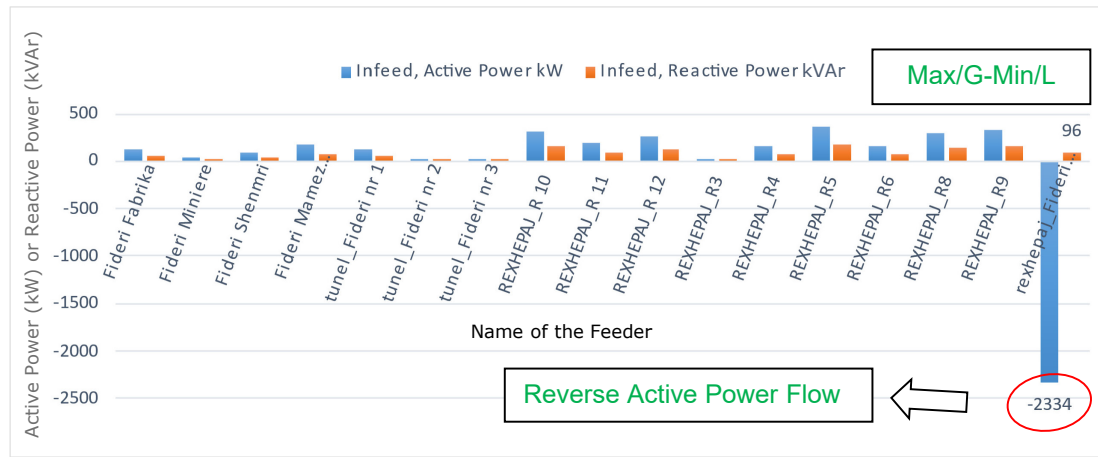 Infeed, Active Power kW
Infeed, Reactive Power kVAr
Max/G-Min/L
Active Power (kW) or Reactive Power (kVAr)
500
0
-500
-1000
-1500
-2000
-2500
96
-2334
Fideri Fabrika
Fideri Miniere
Fideri Shenmri
Fideri Mamez...
tunel_Fideri nr 1
tunel_Fideri nr 2
tunel_Fideri nr 3
REXHEPAJ_R 10
REXHEPAJ_R 11
REXHEPAJ_R 12
REXHEPAJ_R3
REXHEPAJ_R4
REXHEPAJ_R5
REXHEPAJ_R6
REXHEPAJ_R8
REXHEPAJ_R9
rexhepaj_Fideri...
Name of the Feeder
Reverse Active Power Flow